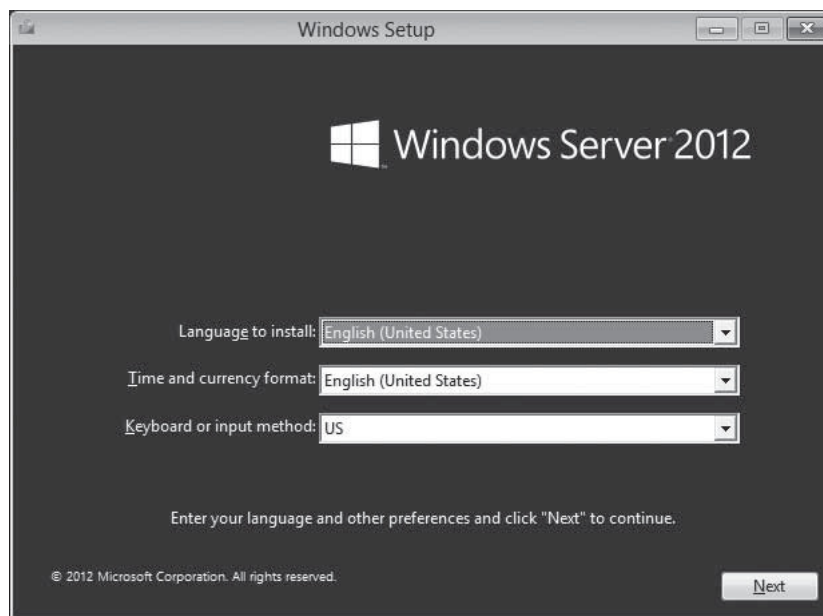 Windows Setup
Windows Server 2012
Language to install: English (United States)
Time and currency format: English (United States)
Keyboard or input method: US
Enter your language and other preferences and click "Next" to continue.
© 2012 Microsoft Corporation. All rights reserved.
Next